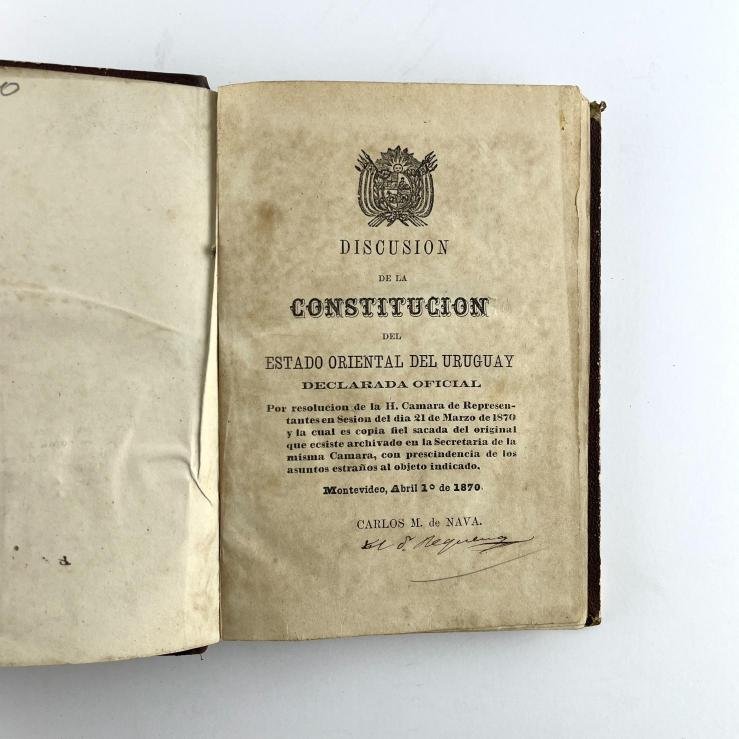 DISCUSION
DE LA
CONSTITUCION
DEL
ESTADO ORIENTAL DEL URUGUAY
DECLARADA OFICIAL
Por resolucion de la H. Camara de Represen-
tantes en Sesion del dia 21 de Marzo de 1870
y la cual es copia fiel sacada del original
que ecsiste archivado en la Secretaria de la
misma Camara, con prescindencia de los
asuntos estraños al objeto indicado.
Montevideo, Abril 1º de 1870.
CARLOS M. de NAVA.
Requena